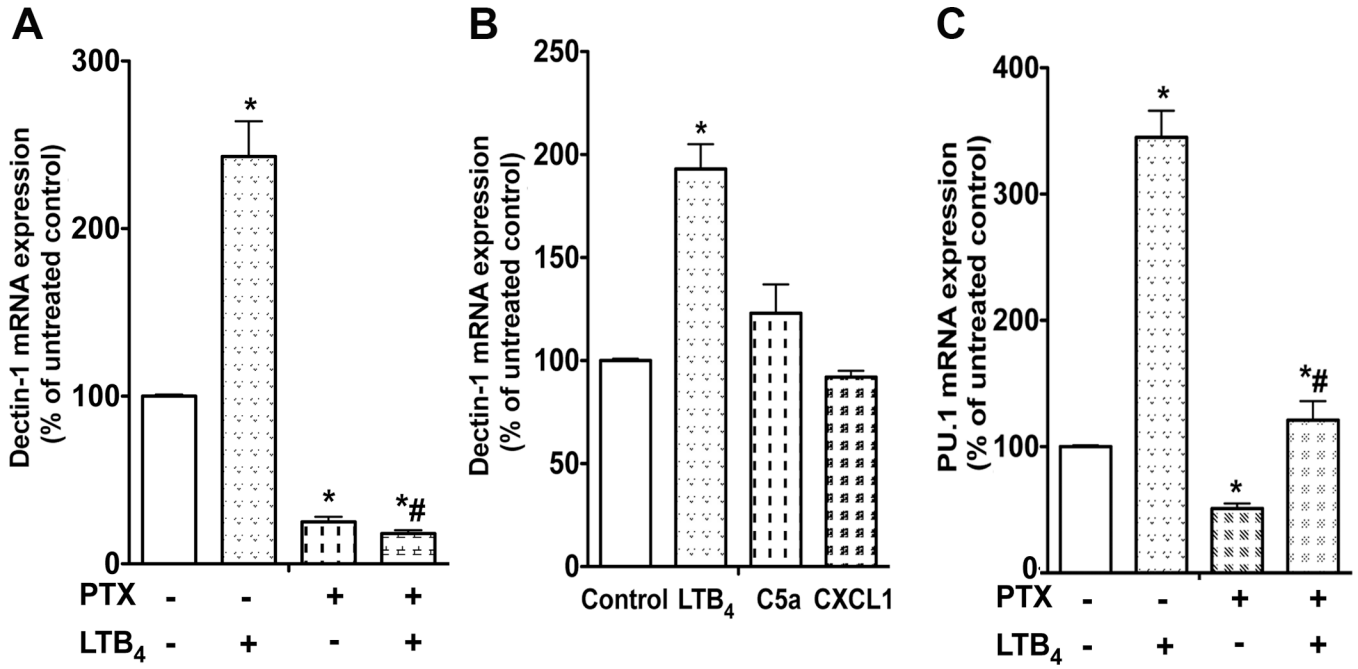 A
Dectin-1 mRNA expression
(% of untreated control)
300
200
100
0
*
*
*#
PTX - - + +
LTB4 - + - +
B
Dectin-1 mRNA expression
(% of untreated control)
250
200
150
100
50
0
*
Control LTB4 C5a CXCL1
C
PU.1 mRNA expression
(% of untreated control)
400
300
200
100
0
*
*
*#
PTX - - + +
LTB4 - + - +